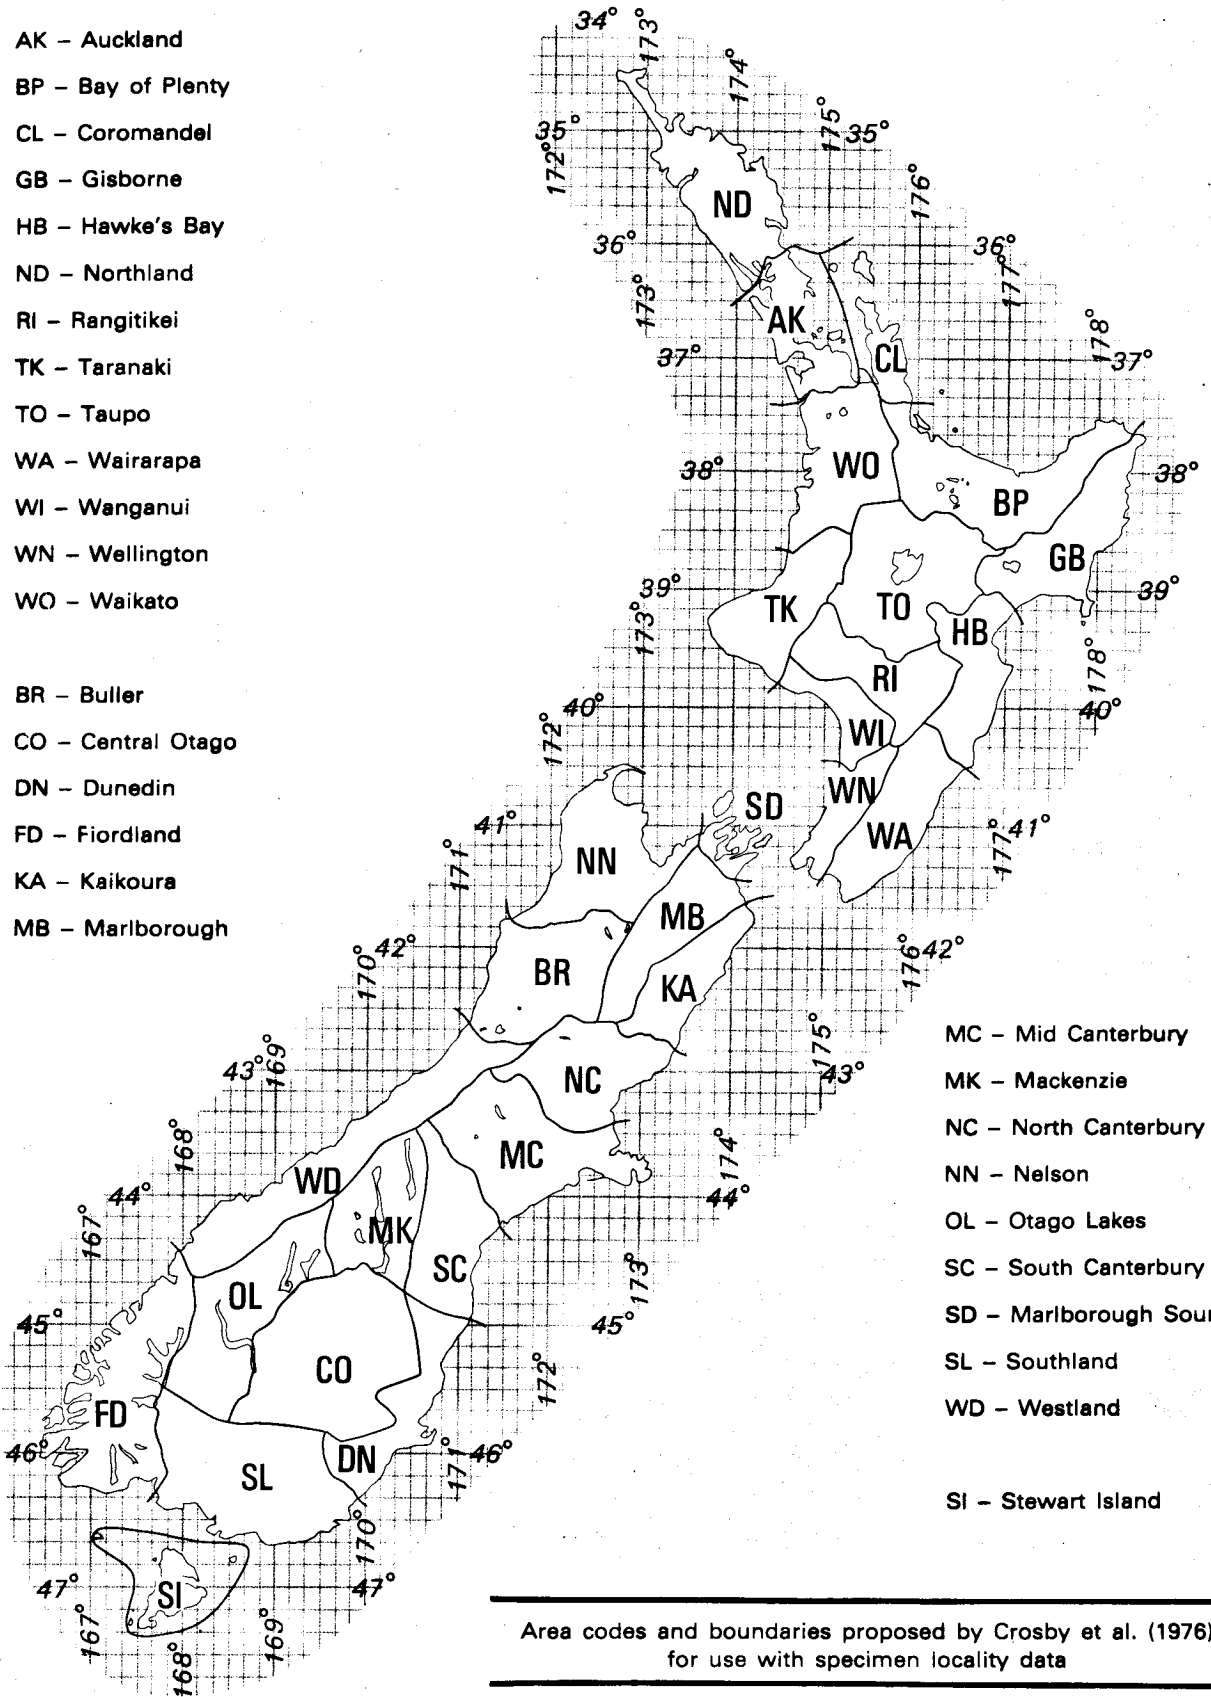 AK – Auckland
BP – Bay of Plenty
CL – Coromandel
GB – Gisborne
HB – Hawke's Bay
ND – Northland
RI – Rangitikei
TK – Taranaki
TO – Taupo
WA – Wairarapa
WI – Wanganui
WN – Wellington
WO – Waikato
BR – Buller
CO – Central Otago
DN – Dunedin
FD – Fiordland
KA – Kaikoura
MB – Marlborough
34°
173°
174°
35°
172°
175°
35°
ND
176°
36°
36°
177°
173°
AK
178°
37°
CL
37°
WO
38°
38°
BP
GB
39°
39°
TK
TO
173°
HB
178°
RI
40°
40°
172°
WI
WN
SD
41°
177°
41°
WA
171°
NN
MB
42°
176°
42°
170°
BR
KA
175°
43°
169°
NC
43°
168°
MC
174°
WD
44°
44°
167°
MK
SC
173°
OL
45°
45°
CO
172°
FD
46°
DN
171°
46°
SL
170°
47°
SI
47°
167°
169°
168°
MC – Mid Canterbury
MK – Mackenzie
NC – North Canterbury
NN – Nelson
OL – Otago Lakes
SC – South Canterbury
SD – Marlborough Sou
SL – Southland
WD – Westland
SI – Stewart Island
Area codes and boundaries proposed by Crosby et al. (1976)
for use with specimen locality data